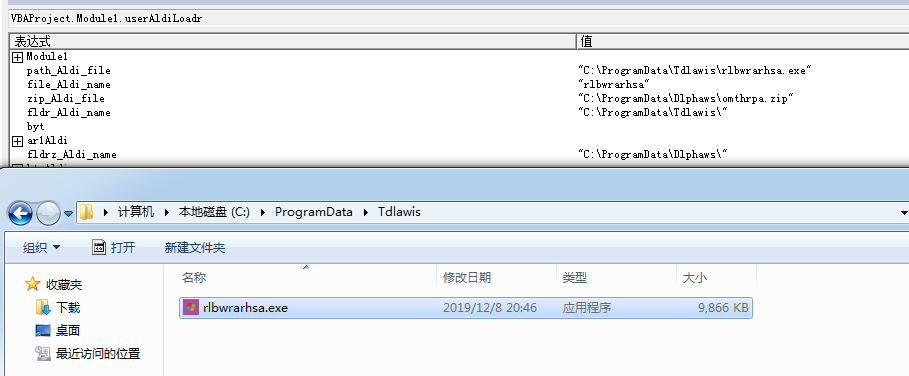 VBAProject.Module1.userAldiLoadr
表达式 值
Module1
path_Aldi_file "C:\ProgramData\Tdlawis\rlbwrarhsa.exe"
file_Aldi_name "rlbwrarhsa"
zip_Aldi_file "C:\ProgramData\Dlphaws\omthrpa.zip"
fldr_Aldi_name "C:\ProgramData\Tdlawis\"
byt
ar1Aldi
fldrz_Aldi_name "C:\ProgramData\Dlphaws\"
计算机 本地磁盘 (C:) ProgramData Tdlawis
组织 打开 新建文件夹
收藏夹
下载
桌面
最近访问的位置
名称 修改日期 类型 大小
rlbwrarhsa.exe 2019/12/8 20:46 应用程序 9,866 KB